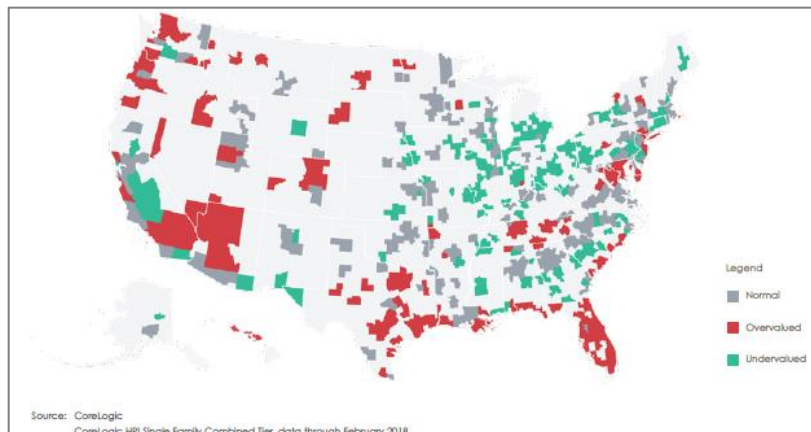 Legend
Normal
Overvalued
Undervalued
Source: CoreLogic
CoreLogic HPI Single Family Combined Tier, data through February 2018